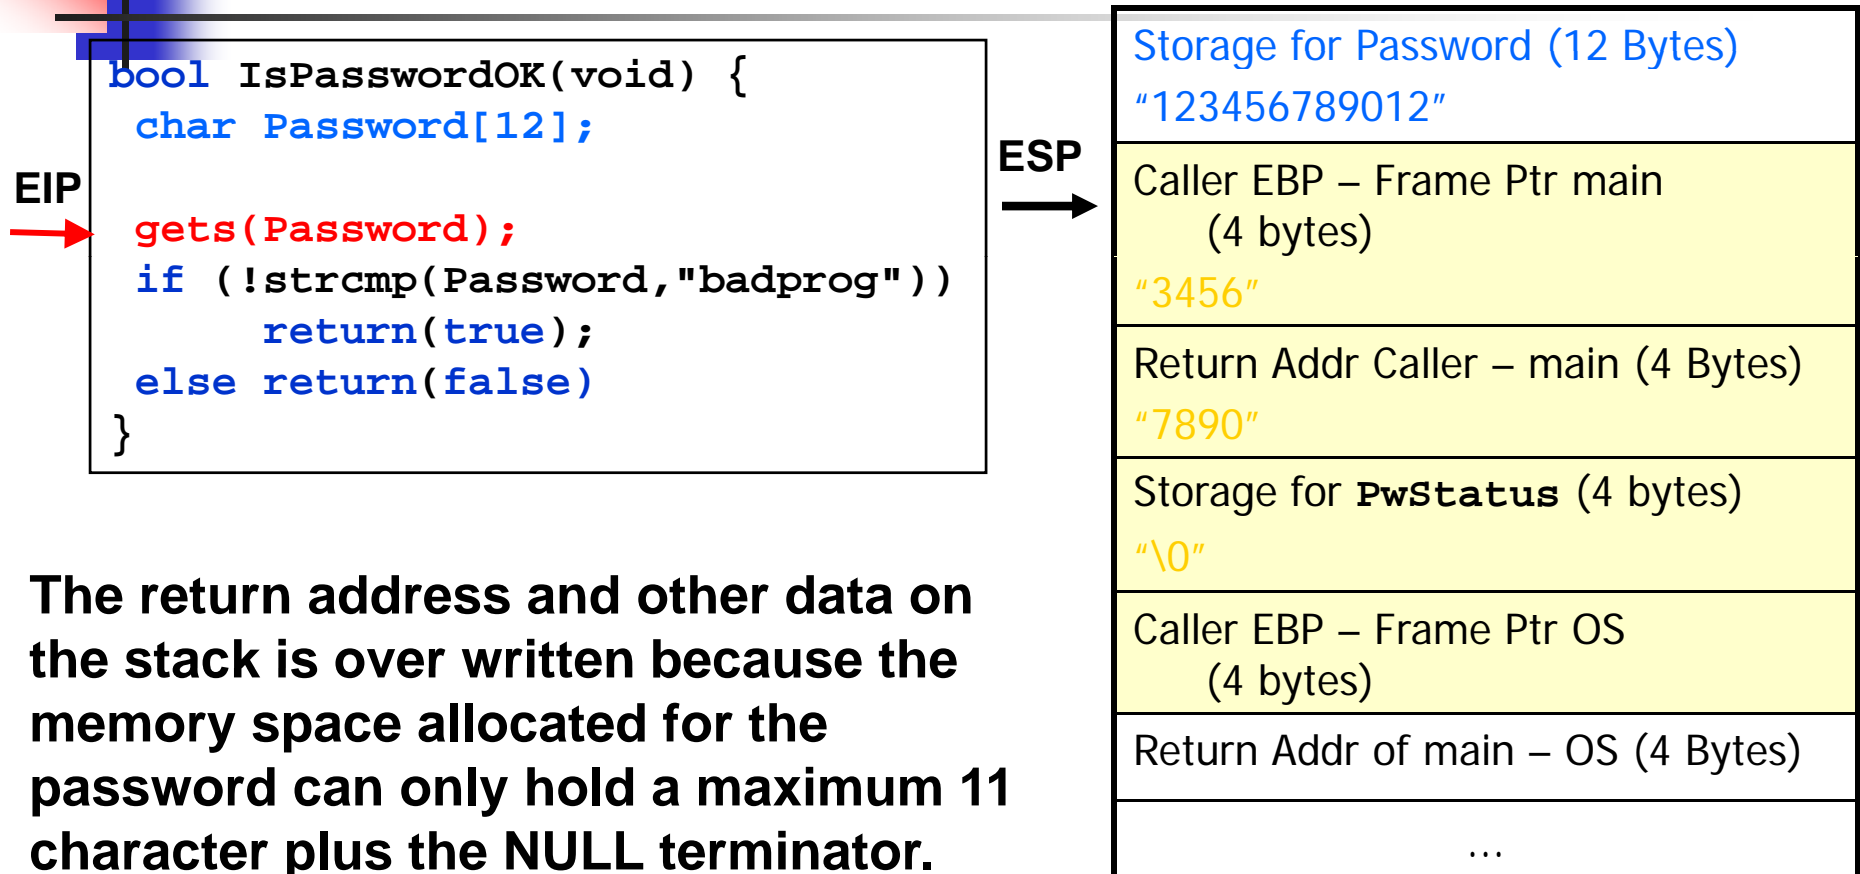 bool IsPasswordOK(void) {
char Password[12];
EIP
gets(Password);
if (!strcmp(Password,"badprog"))
return(true);
else return(false)
}
The return address and other data on
the stack is over written because the
memory space allocated for the
password can only hold a maximum 11
character plus the NULL terminator.
ESP
Storage for Password (12 Bytes)
“123456789012”
Caller EBP – Frame Ptr main
(4 bytes)
“3456”
Return Addr Caller – main (4 Bytes)
“7890”
Storage for PwStatus (4 bytes)
“\0”
Caller EBP – Frame Ptr OS
(4 bytes)
Return Addr of main – OS (4 Bytes)
…